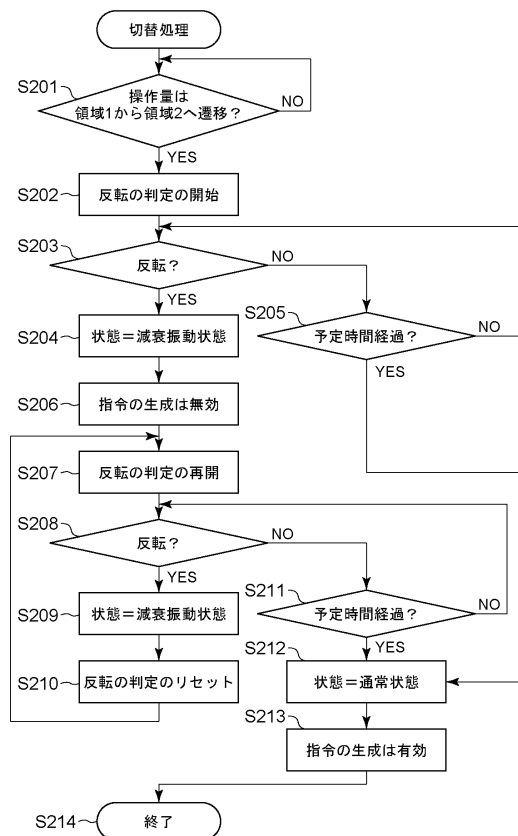 切替処理
S201
操作量は
領域1から領域2へ遷移？
NO
YES
S202
反転の判定の開始
S203
反転？
NO
YES
S204
状態＝減衰振動状態
S205
予定時間経過？
NO
YES
S206
指令の生成は無効
S207
反転の判定の再開
S208
反転？
NO
YES
S209
状態＝減衰振動状態
S210
反転の判定のリセット
S211
予定時間経過？
NO
YES
S212
状態＝通常状態
S213
指令の生成は有効
S214
終了